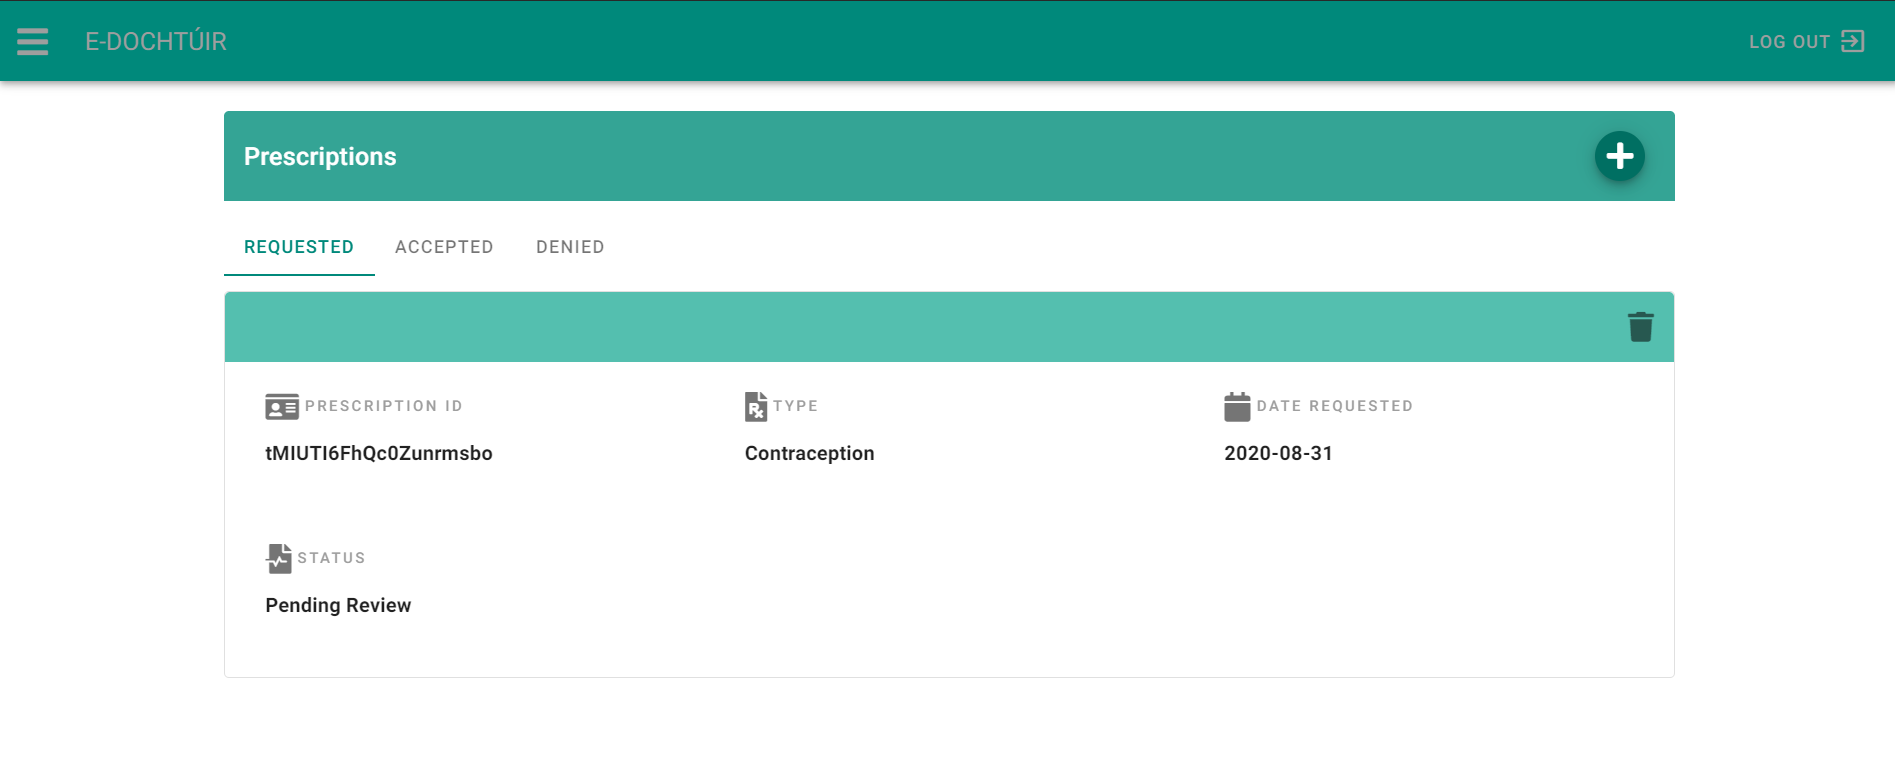 E-DOCHTÚIR
LOG OUT
Prescriptions
REQUESTED ACCEPTED DENIED
PRESCRIPTION ID TYPE DATE REQUESTED
tMIUTI6FhQc0Zunrmsbo Contraception 2020-08-31
STATUS
Pending Review